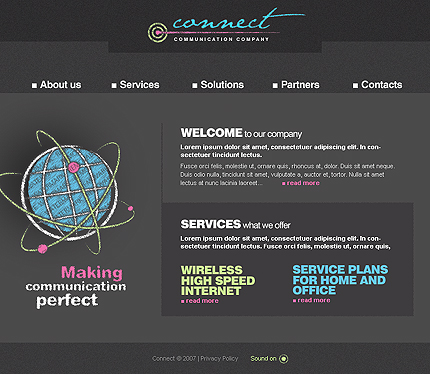 connect
COMMUNICATION COMPANY
About us
Services
Solutions
Partners
Contacts
WELCOME to our company
Lorem ipsum dolor sit amet, consectetuer adipiscing elit. In con-
sectetuer tincidunt lectus.
Fusce orci felis, molestie ut, ornare quis, rhoncus at, dolor. Duis sit amet neque.
Duis odio nulla, tincidunt sit amet, vulputate a, auctor et, tortor. Nulla sit amet
lectus at nunc lacinia laoreet... read more
Making
communication
perfect
SERVICES what we offer
Lorem ipsum dolor sit amet, consectetuer adipiscing elit. In con-
sectetuer tincidunt lectus. Fusce orci felis, molestie ut, ornare quis,
WIRELESS
HIGH SPEED
INTERNET
read more
SERVICE PLANS
FOR HOME AND
OFFICE
read more
Connect © 2007 | Privacy Policy
Sound on